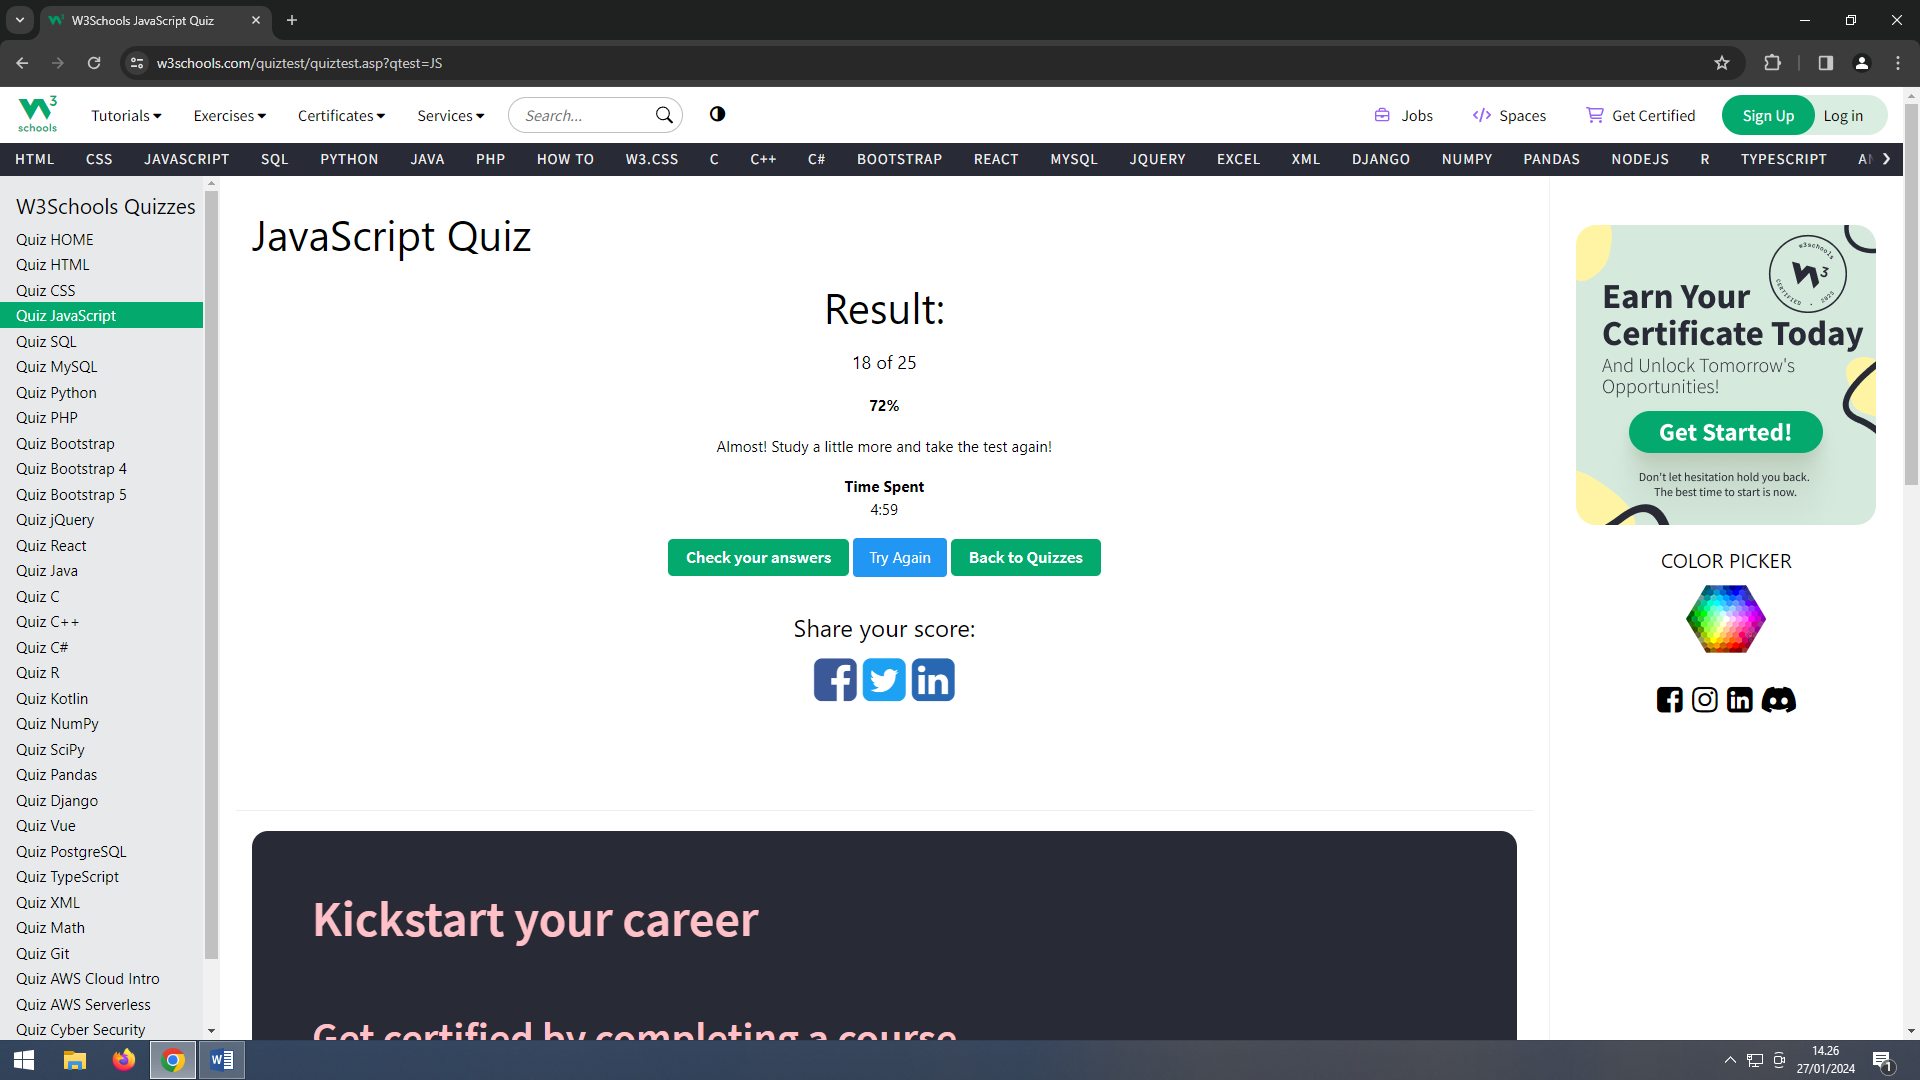 W3Schools JavaScript Quiz
w3schools.com/quiztest/quiztest.asp?qtest=JS
schools
Tutorials
Exercises
Certificates
Services
Search...
Jobs
Spaces
Get Certified
Sign Up
Log in
HTML CSS JAVASCRIPT SQL PYTHON JAVA PHP HOW TO W3.CSS C C++ C# BOOTSTRAP REACT MYSQL JQUERY EXCEL XML DJANGO NUMPY PANDAS NODEJS R TYPESCRIPT
W3Schools Quizzes
Quiz HOME
Quiz HTML
Quiz CSS
Quiz JavaScript
Quiz SQL
Quiz MySQL
Quiz Python
Quiz PHP
Quiz Bootstrap
Quiz Bootstrap 4
Quiz Bootstrap 5
Quiz jQuery
Quiz React
Quiz Java
Quiz C
Quiz C++
Quiz C#
Quiz R
Quiz Kotlin
Quiz NumPy
Quiz SciPy
Quiz Pandas
Quiz Django
Quiz Vue
Quiz PostgreSQL
Quiz TypeScript
Quiz XML
Quiz Math
Quiz Git
Quiz AWS Cloud Intro
Quiz AWS Serverless
Quiz Cyber Security
JavaScript Quiz
Result:
18 of 25
72%
Almost! Study a little more and take the test again!
Time Spent
4:59
Check your answers
Try Again
Back to Quizzes
Share your score:
Kickstart your career
Get certified by completing a course
w3schools
CERTIFIED . 2025
Earn Your
Certificate Today
And Unlock Tomorrow's
Opportunities!
Get Started!
Don't let hesitation hold you back.
The best time to start is now.
COLOR PICKER
14.26
27/01/2024
1